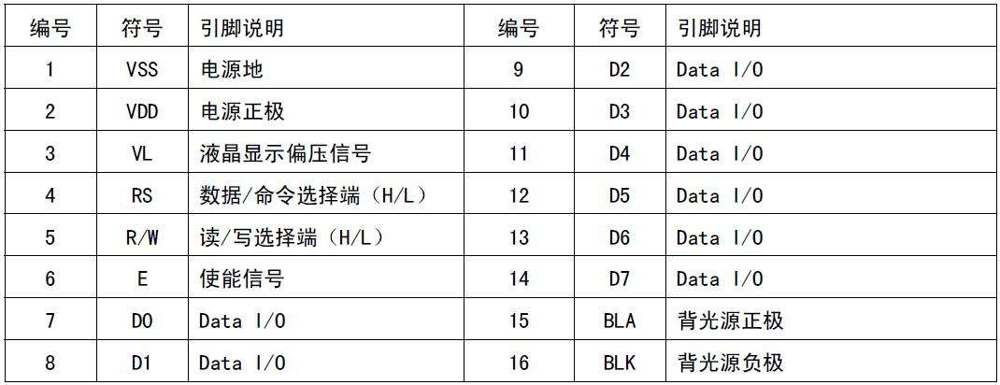 编号 符号 引脚说明 编号 符号 引脚说明
1 VSS 电源地 9 D2 Data I/O
2 VDD 电源正极 10 D3 Data I/O
3 VL 液晶显示偏压信号 11 D4 Data I/O
4 RS 数据/命令选择端（H/L） 12 D5 Data I/O
5 R/W 读/写选择端（H/L） 13 D6 Data I/O
6 E 使能信号 14 D7 Data I/O
7 D0 Data I/O 15 BLA 背光源正极
8 D1 Data I/O 16 BLK 背光源负极